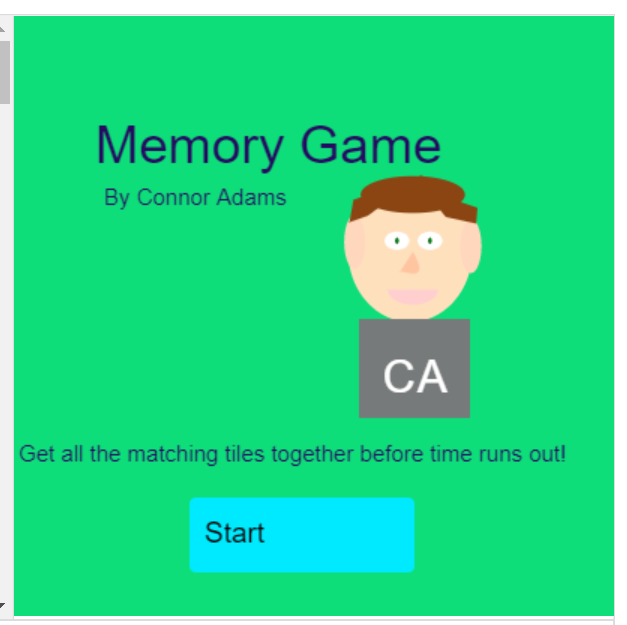 Memory Game
By Connor Adams
CA
Get all the matching tiles together before time runs out!
Start